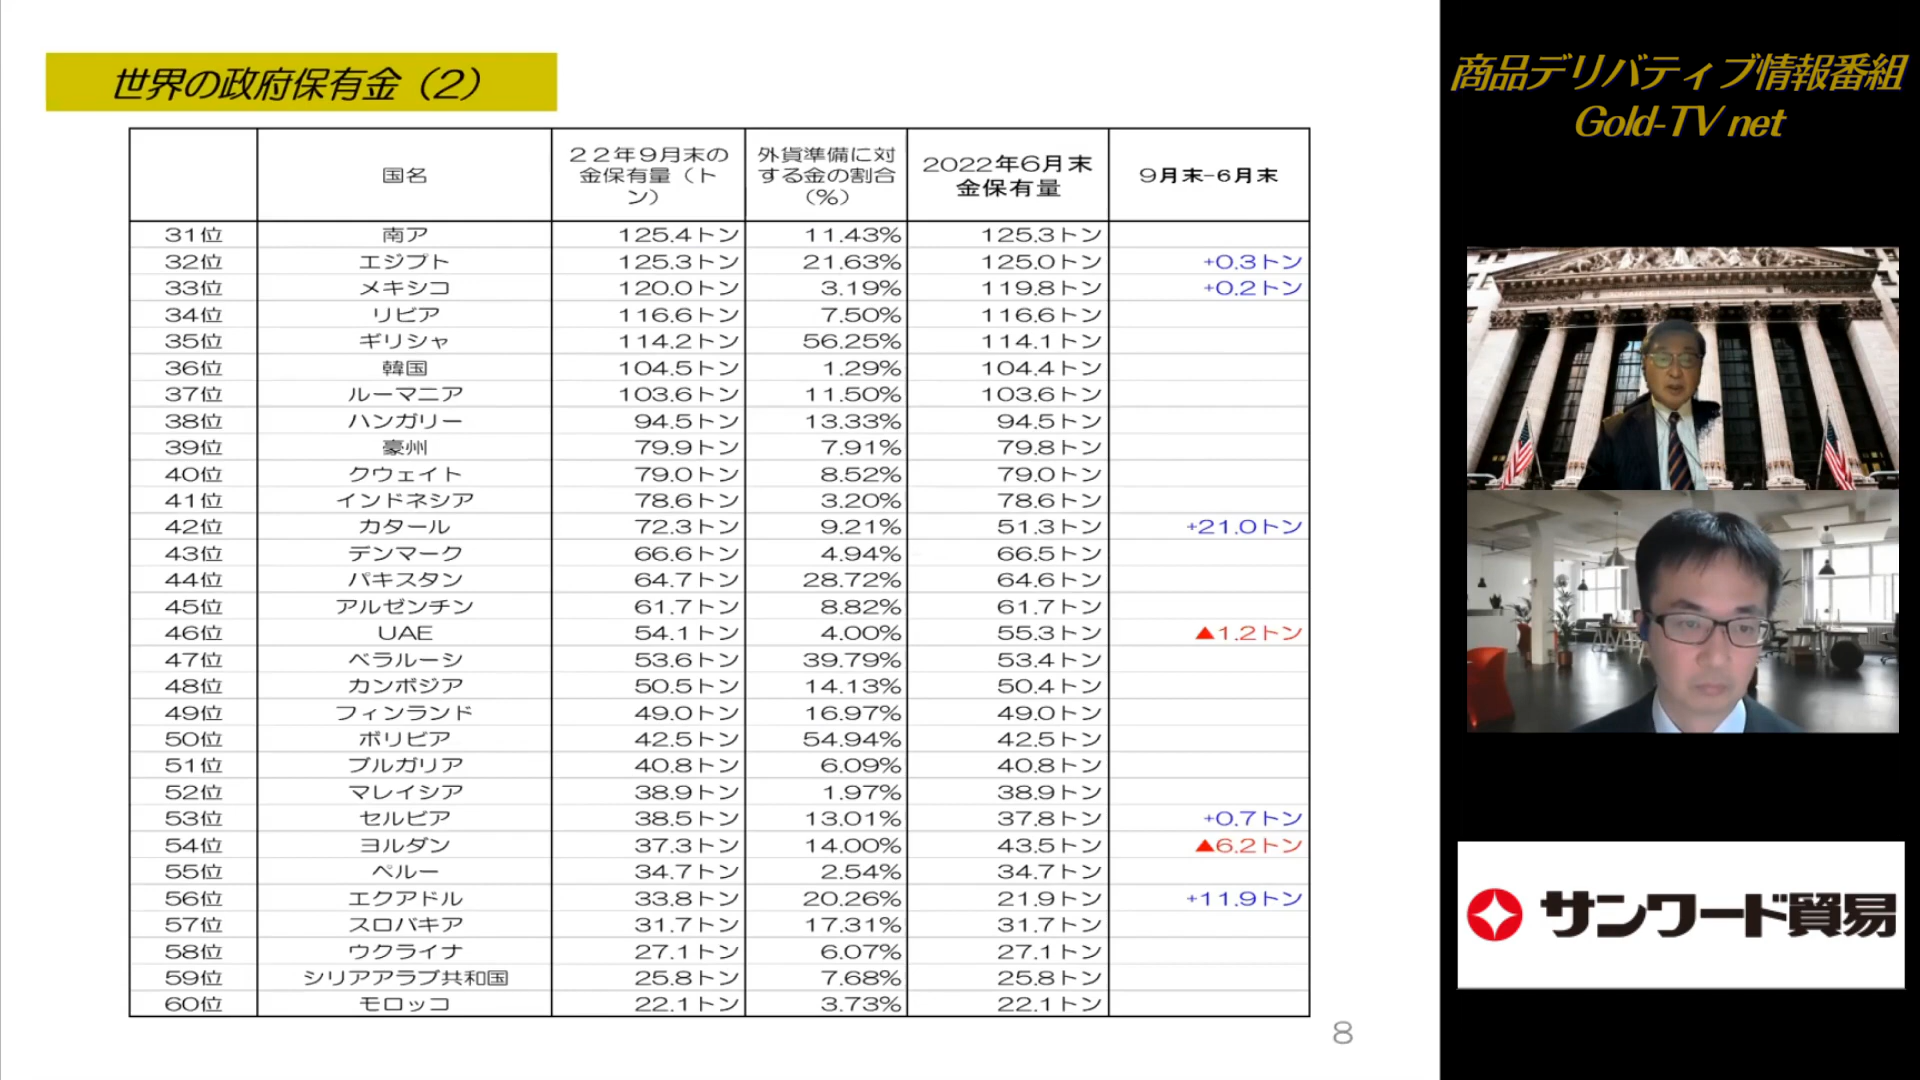 世界の政府保有金（2）
国名 ２２年９月末の金保有量（トン） 外貨準備に対する金の割合（%） 2022年6月末金保有量 9月末-6月末
31位 南ア 125.4トン 11.43% 125.3トン
32位 エジプト 125.3トン 21.63% 125.0トン +0.3トン
33位 メキシコ 120.0トン 3.19% 119.8トン +0.2トン
34位 リビア 116.6トン 7.50% 116.6トン
35位 ギリシャ 114.2トン 56.25% 114.1トン
36位 韓国 104.5トン 1.29% 104.4トン
37位 ルーマニア 103.6トン 11.50% 103.6トン
38位 ハンガリー 94.5トン 13.33% 94.5トン
39位 豪州 79.9トン 7.91% 79.8トン
40位 クウェイト 79.0トン 8.52% 79.0トン
41位 インドネシア 78.6トン 3.20% 78.6トン
42位 カタール 72.3トン 9.21% 51.3トン +21.0トン
43位 デンマーク 66.6トン 4.94% 66.5トン
44位 パキスタン 64.7トン 28.72% 64.6トン
45位 アルゼンチン 61.7トン 8.82% 61.7トン
46位 UAE 54.1トン 4.00% 55.3トン ▲1.2トン
47位 ベラルーシ 53.6トン 39.79% 53.4トン
48位 カンボジア 50.5トン 14.13% 50.4トン
49位 フィンランド 49.0トン 16.97% 49.0トン
50位 ボリビア 42.5トン 54.94% 42.5トン
51位 ブルガリア 40.8トン 6.09% 40.8トン
52位 マレイシア 38.9トン 1.97% 38.9トン
53位 セルビア 38.5トン 13.01% 37.8トン +0.7トン
54位 ヨルダン 37.3トン 14.00% 43.5トン ▲6.2トン
55位 ペルー 34.7トン 2.54% 34.7トン
56位 エクアドル 33.8トン 20.26% 21.9トン +11.9トン
57位 スロバキア 31.7トン 17.31% 31.7トン
58位 ウクライナ 27.1トン 6.07% 27.1トン
59位 シリアアラブ共和国 25.8トン 7.68% 25.8トン
60位 モロッコ 22.1トン 3.73% 22.1トン
8
商品デリバティブ情報番組
Gold-TV net
サンワード貿易